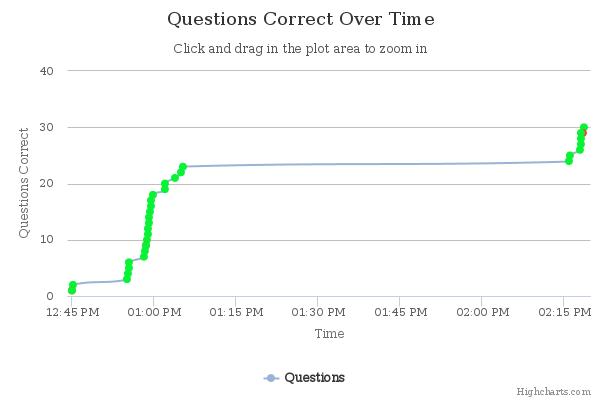 Questions Correct Over Time
Click and drag in the plot area to zoom in
Questions Correct
40
30
20
10
0
12:45 PM 01:00 PM 01:15 PM 01:30 PM 01:45 PM 02:00 PM 02:15 PM
Time
Questions
Highcharts.com